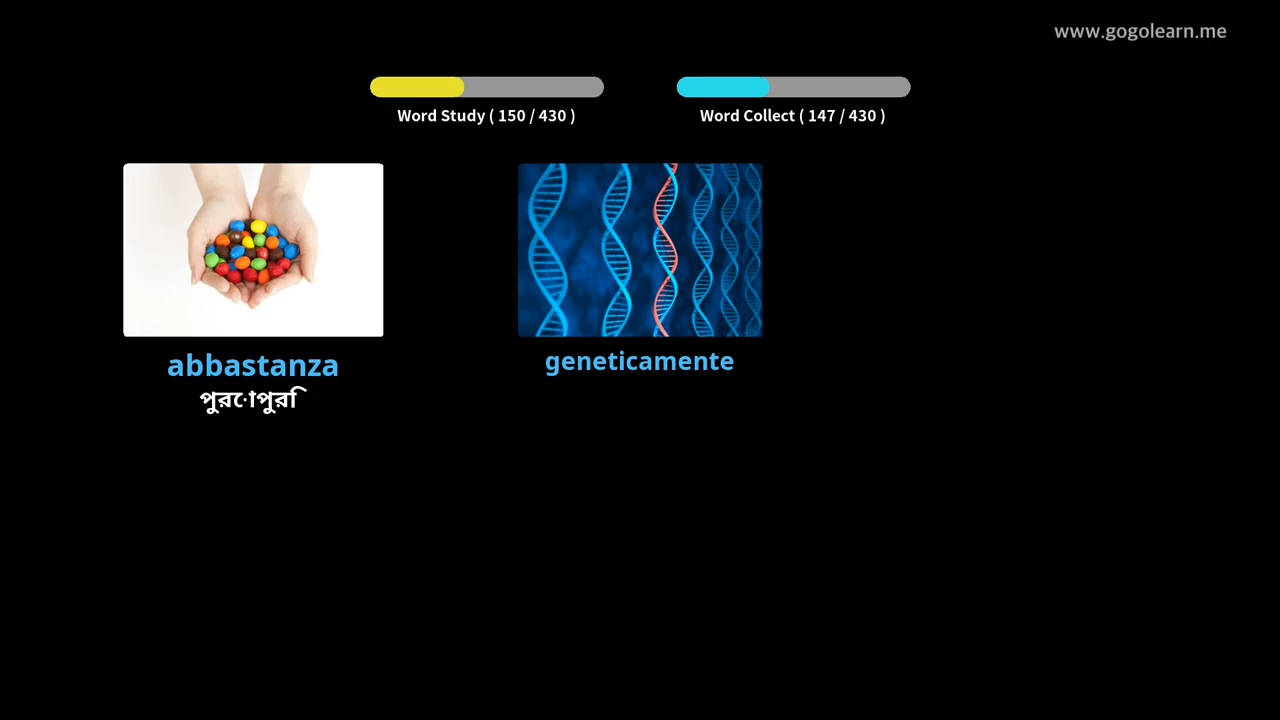 www.gogolearn.me
Word Study ( 150 / 430 )
Word Collect ( 147 / 430 )
abbastanza
পুরোপুরি
geneticamente